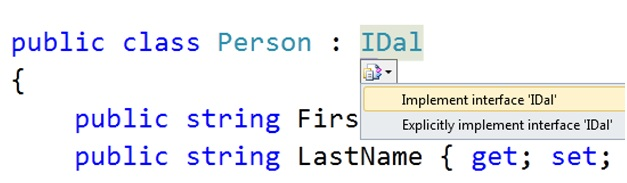 public class Person : IDal
{
Implement interface 'IDal'
Explicitly implement interface 'IDal'
public string Firs
public string LastName { get; set;